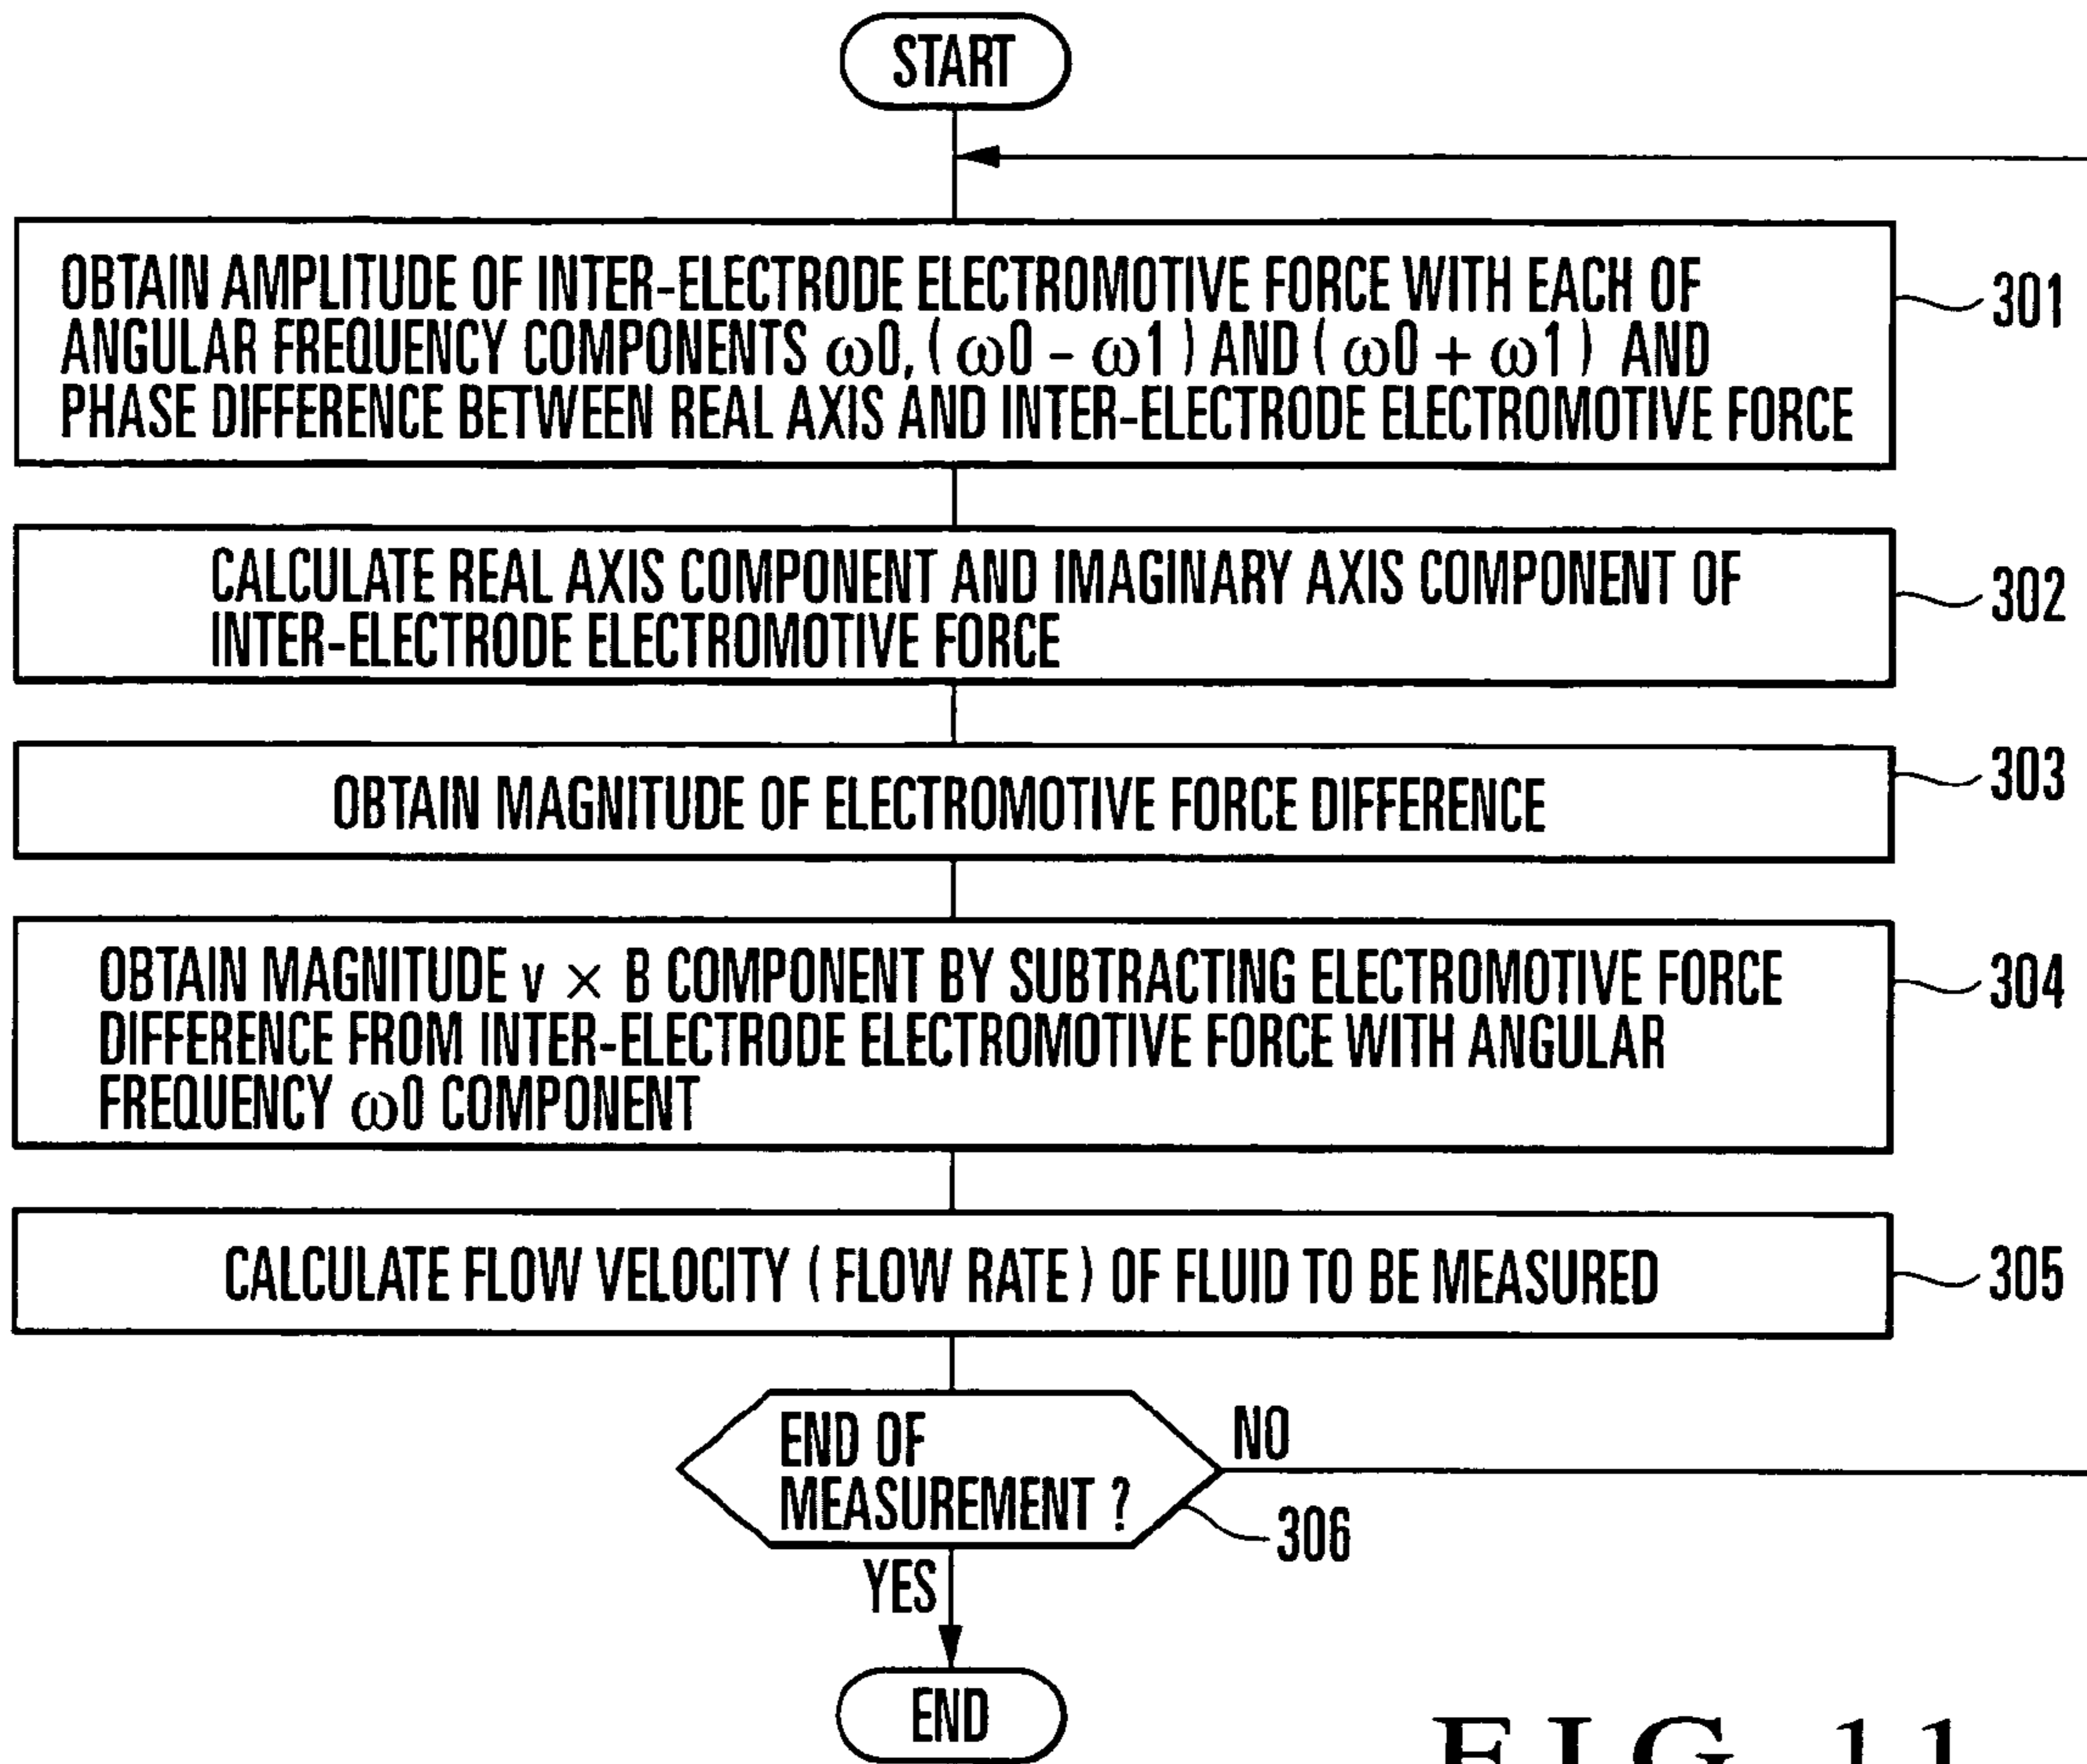 START
OBTAIN AMPLITUDE OF INTER-ELECTRODE ELECTROMOTIVE FORCE WITH EACH OF
ANGULAR FREQUENCY COMPONENTS ω0, ( ω0 - ω1 ) AND ( ω0 + ω1 ) AND
PHASE DIFFERENCE BETWEEN REAL AXIS AND INTER-ELECTRODE ELECTROMOTIVE FORCE
301
CALCULATE REAL AXIS COMPONENT AND IMAGINARY AXIS COMPONENT OF
INTER-ELECTRODE ELECTROMOTIVE FORCE
302
OBTAIN MAGNITUDE OF ELECTROMOTIVE FORCE DIFFERENCE
303
OBTAIN MAGNITUDE v × B COMPONENT BY SUBTRACTING ELECTROMOTIVE FORCE
DIFFERENCE FROM INTER-ELECTRODE ELECTROMOTIVE FORCE WITH ANGULAR
FREQUENCY ω0 COMPONENT
304
CALCULATE FLOW VELOCITY ( FLOW RATE ) OF FLUID TO BE MEASURED
305
END OF
MEASUREMENT ?
NO
306
YES
END
FIG. 11